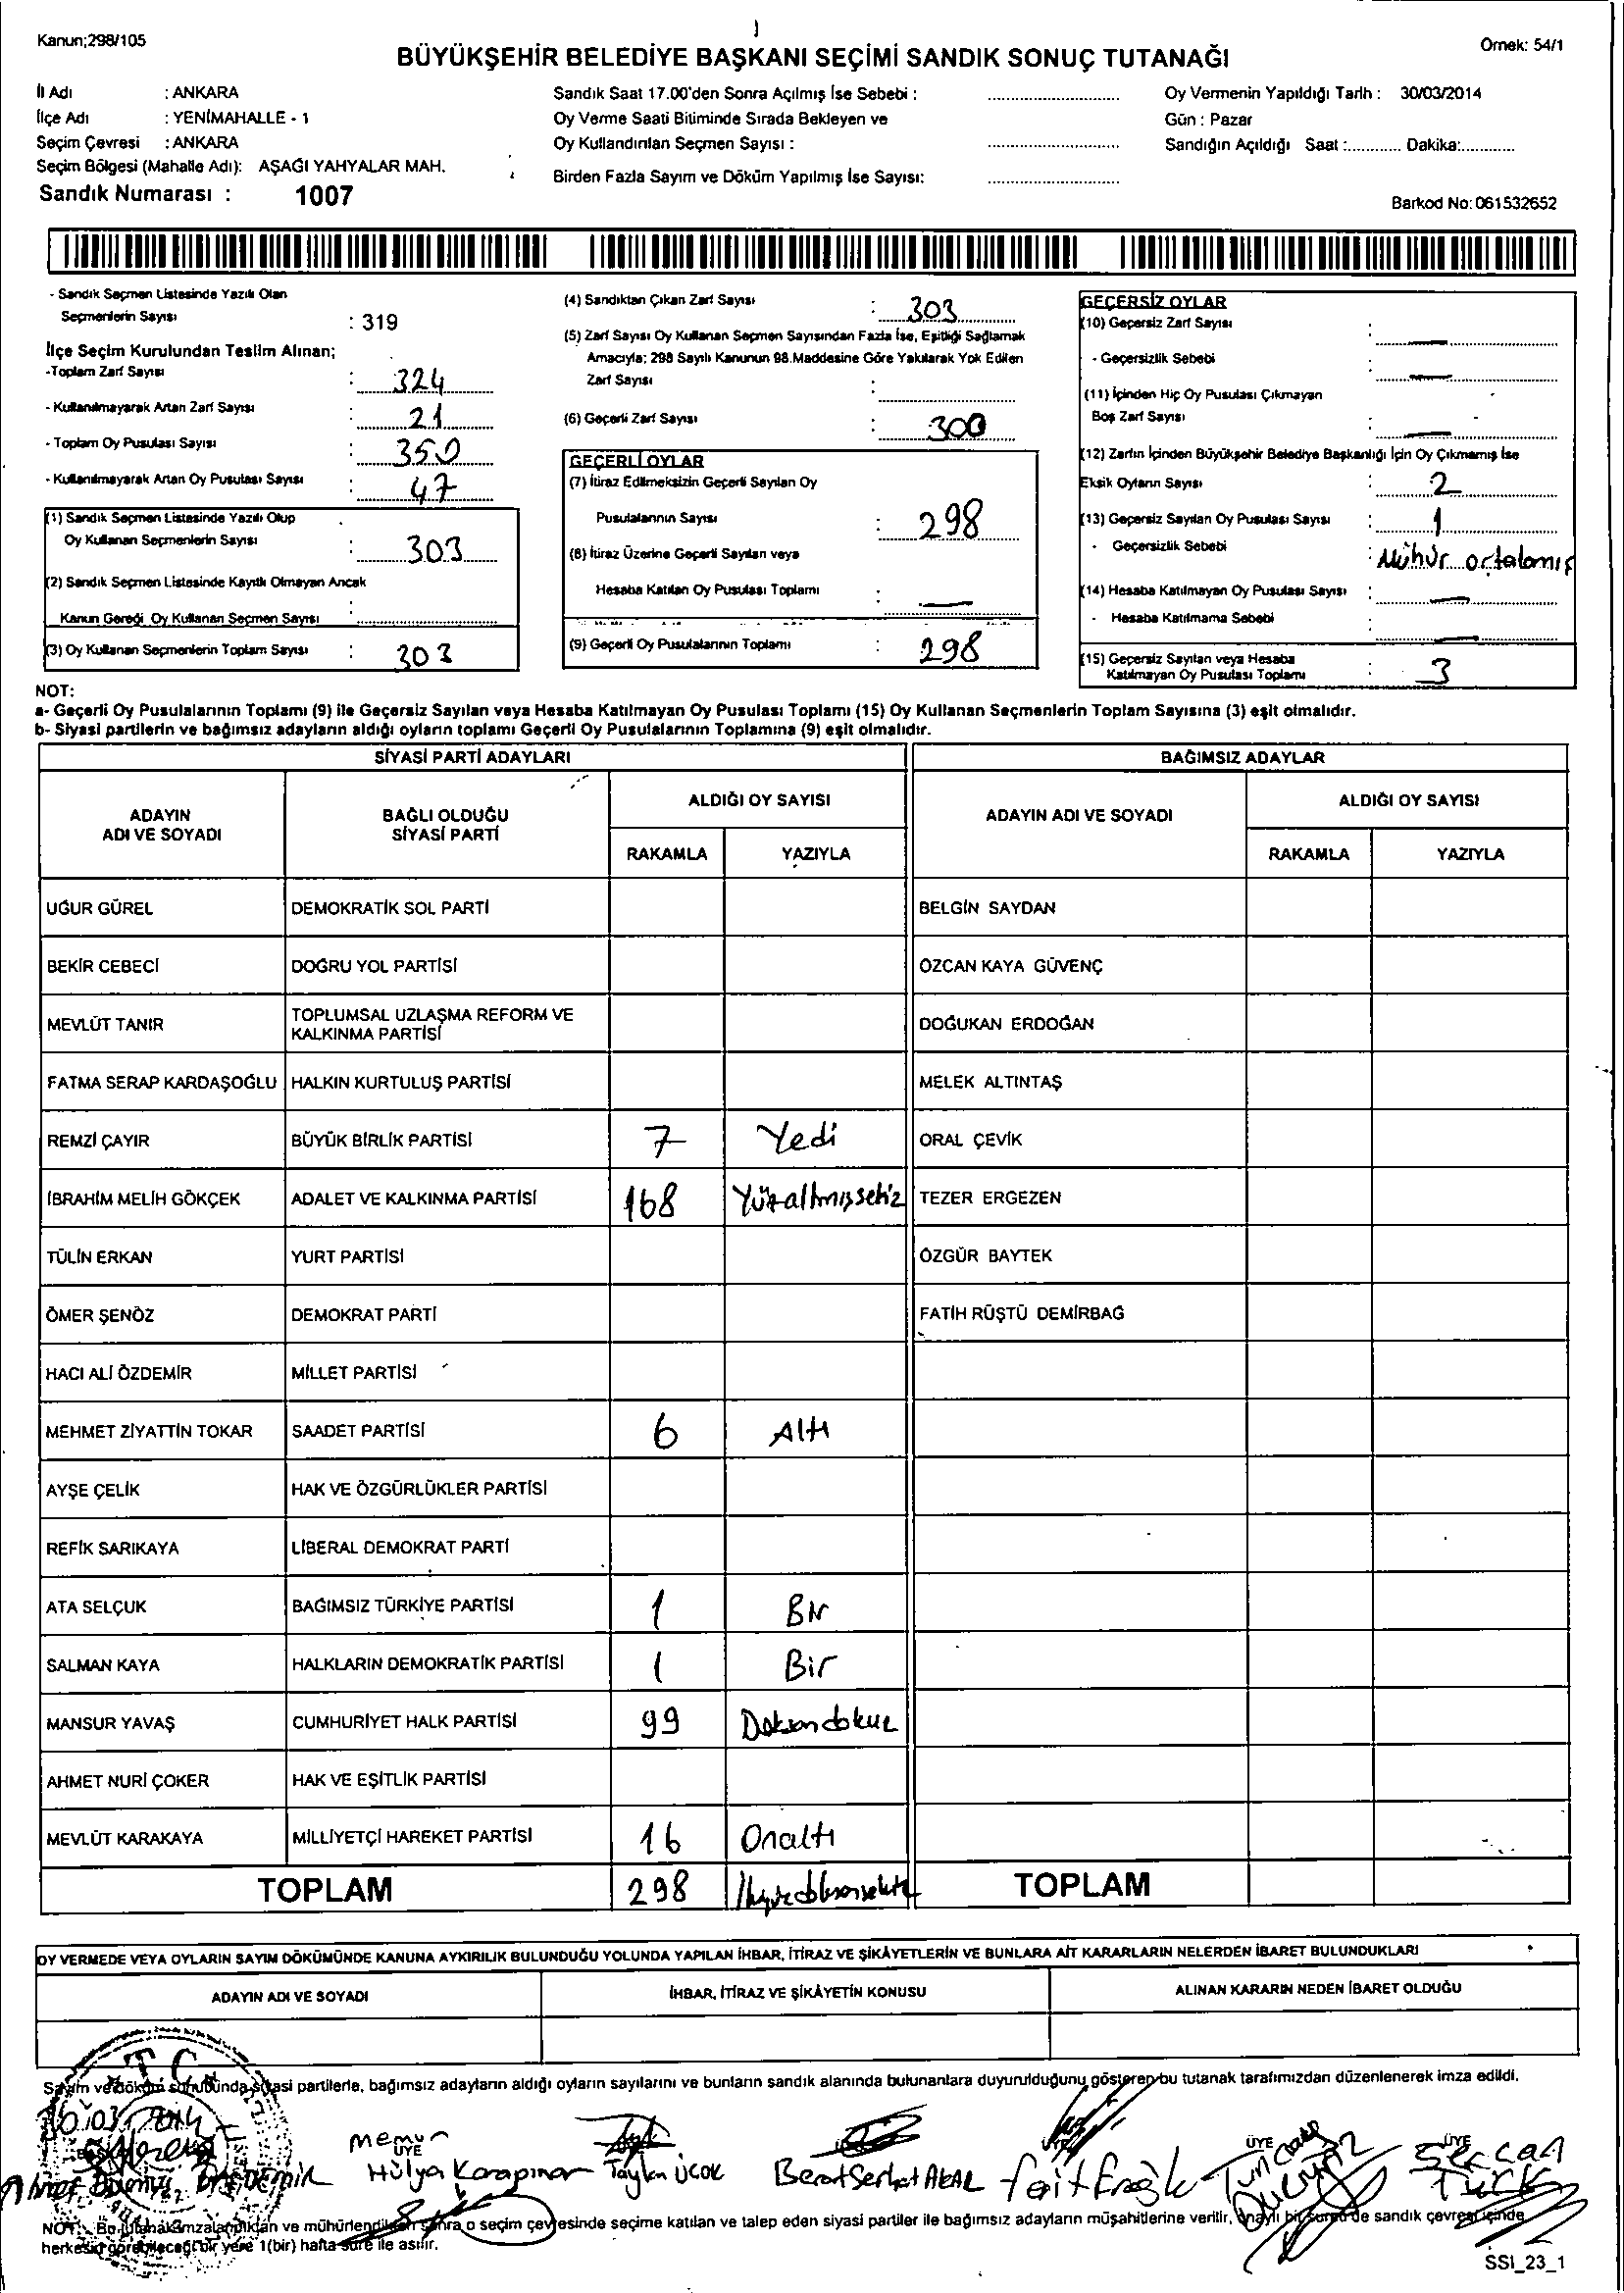 Kanun;298/105
Örnek: 54/1
BÜYÜKŞEHİR BELEDİYE BAŞKANI SEÇİMİ SANDIK SONUÇ TUTANAĞI
İl Adı : ANKARA
İlçe Adı : YENİMAHALLE - 1
Seçim Çevresi : ANKARA
Seçim Bölgesi (Mahalle Adı): AŞAĞI YAHYALAR MAH.
Sandık Numarası : 1007
Sandık Saat 17.00'den Sonra Açılmış İse Sebebi :
Oy Verme Saati Bitiminde Sırada Bekleyen ve
Oy Kullandırılan Seçmen Sayısı :
Birden Fazla Sayım ve Döküm Yapılmış İse Sayısı:
Oy Vermenin Yapıldığı Tarih : 30/03/2014
Gün : Pazar
Sandığın Açıldığı Saat :............ Dakika:............
Barkod No: 061532652
- Sandık Seçmen Listesinde Yazılı Olan
Seçmenlerin Sayısı : 319
İlçe Seçim Kurulundan Teslim Alınan;
-Toplam Zarf Sayısı : 324
- Kullanılmayarak Artan Zarf Sayısı : 21
- Toplam Oy Pusulası Sayısı : 350
- Kullanılmayarak Artan Oy Pusulası Sayısı : 47
(1) Sandık Seçmen Listesinde Yazılı Olup
Oy Kullanan Seçmenlerin Sayısı : 303
(2) Sandık Seçmen Listesinde Kayıtlı Olmayan Ancak
Kanun Gereği Oy Kullanan Seçmen Sayısı :
(3) Oy Kullanan Seçmenlerin Toplam Sayısı : 303
(4) Sandıktan Çıkan Zarf Sayısı : 303
(5) Zarf Sayısı Oy Kullanan Seçmen Sayısından Fazla İse, Eşitliği Sağlamak
Amacıyla; 298 Sayılı Kanunun 98.Maddesine Göre Yakılarak Yok Edilen
Zarf Sayısı :
(6) Geçerli Zarf Sayısı : 300
GEÇERLİ OYLAR
(7) İtiraz Edilmeksizin Geçerli Sayılan Oy
Pusulalarının Sayısı : 298
(8) İtiraz Üzerine Geçerli Sayılan veya
Hesaba Katılan Oy Pusulası Toplamı : —
(9) Geçerli Oy Pusulalarının Toplamı : 298
GEÇERSİZ OYLAR
(10) Geçersiz Zarf Sayısı : —
- Geçersizlik Sebebi : —
(11) İçinden Hiç Oy Pusulası Çıkmayan
Boş Zarf Sayısı : —
(12) Zarfın İçinden Büyükşehir Belediye Başkanlığı İçin Oy Çıkmamış İse
Eksik Oyların Sayısı : 2
(13) Geçersiz Sayılan Oy Pusulası Sayısı : 1
- Geçersizlik Sebebi : Mühür ortalamış
(14) Hesaba Katılmayan Oy Pusulası Sayısı : —
- Hesaba Katılmama Sebebi : —
(15) Geçersiz Sayılan veya Hesaba
Katılmayan Oy Pusulası Toplamı : 3
NOT:
a- Geçerli Oy Pusulalarının Toplamı (9) ile Geçersiz Sayılan veya Hesaba Katılmayan Oy Pusulası Toplamı (15) Oy Kullanan Seçmenlerin Toplam Sayısına (3) eşit olmalıdır.
b- Siyasi partilerin ve bağımsız adayların aldığı oyların toplamı Geçerli Oy Pusulalarının Toplamına (9) eşit olmalıdır.
SİYASİ PARTİ ADAYLARI BAĞIMSIZ ADAYLAR
ADAYIN ADI VE SOYADI BAĞLI OLDUĞU SİYASİ PARTİ ALDIĞI OY SAYISI ADAYIN ADI VE SOYADI ALDIĞI OY SAYISI
RAKAMLA YAZIYLA RAKAMLA YAZIYLA
UĞUR GÜREL DEMOKRATİK SOL PARTİ BELGİN SAYDAN
BEKİR CEBECİ DOĞRU YOL PARTİSİ ÖZCAN KAYA GÜVENÇ
MEVLÜT TANIR TOPLUMSAL UZLAŞMA REFORM VE KALKINMA PARTİSİ DOĞUKAN ERDOĞAN
FATMA SERAP KARDAŞOĞLU HALKIN KURTULUŞ PARTİSİ MELEK ALTINTAŞ
REMZİ ÇAYIR BÜYÜK BİRLİK PARTİSİ 7 Yedi ORAL ÇEVİK
İBRAHİM MELİH GÖKÇEK ADALET VE KALKINMA PARTİSİ 168 Yüzaltmışsekiz TEZER ERGEZEN
TÜLİN ERKAN YURT PARTİSİ ÖZGÜR BAYTEK
ÖMER ŞENÖZ DEMOKRAT PARTİ FATİH RÜŞTÜ DEMİRBAĞ
HACI ALİ ÖZDEMİR MİLLET PARTİSİ
MEHMET ZİYATTİN TOKAR SAADET PARTİSİ 6 Altı
AYŞE ÇELİK HAK VE ÖZGÜRLÜKLER PARTİSİ
REFİK SARIKAYA LİBERAL DEMOKRAT PARTİ
ATA SELÇUK BAĞIMSIZ TÜRKİYE PARTİSİ 1 Bir
SALMAN KAYA HALKLARIN DEMOKRATİK PARTİSİ 1 Bir
MANSUR YAVAŞ CUMHURİYET HALK PARTİSİ 99 Doksandokuz
AHMET NURİ ÇOKER HAK VE EŞİTLİK PARTİSİ
MEVLÜT KARAKAYA MİLLİYETÇİ HAREKET PARTİSİ 16 Onaltı
TOPLAM 298 İkiyüzdoksansekiz TOPLAM
OY VERMEDE VEYA OYLARIN SAYIM DÖKÜMÜNDE KANUNA AYKIRILIK BULUNDUĞU YOLUNDA YAPILAN İHBAR, İTİRAZ VE ŞİKÂYETLERİN VE BUNLARA AİT KARARLARIN NELERDEN İBARET BULUNDUKLARI
ADAYIN ADI VE SOYADI İHBAR, İTİRAZ VE ŞİKÂYETİN KONUSU ALINAN KARARIN NEDEN İBARET OLDUĞU
Sayım ve döküm sonucunda siyasi partilerle, bağımsız adayların aldığı oyların sayılarını ve bunların sandık alanında bulunanlara duyurulduğunu gösteren bu tutanak tarafımızdan düzenlenerek imza edildi.
T.C.
30/03/2014
memur
ÜYE ÜYE ÜYE
Hülya Karapınar Taylan UCOK Berat Serhat AKAL Tuncay Sercan
Türk
NOT: Bu tutanak imzalandıktan ve mühürlendikten sonra o seçim çevresinde seçime katılan ve talep eden siyasi partiler ile bağımsız adayların müşahitlerine verilir, onaylı bir sureti de sandık çevresi içinde
herkesin görebileceği bir yere 1(bir) hafta süre ile asılır.
SSI_23_1